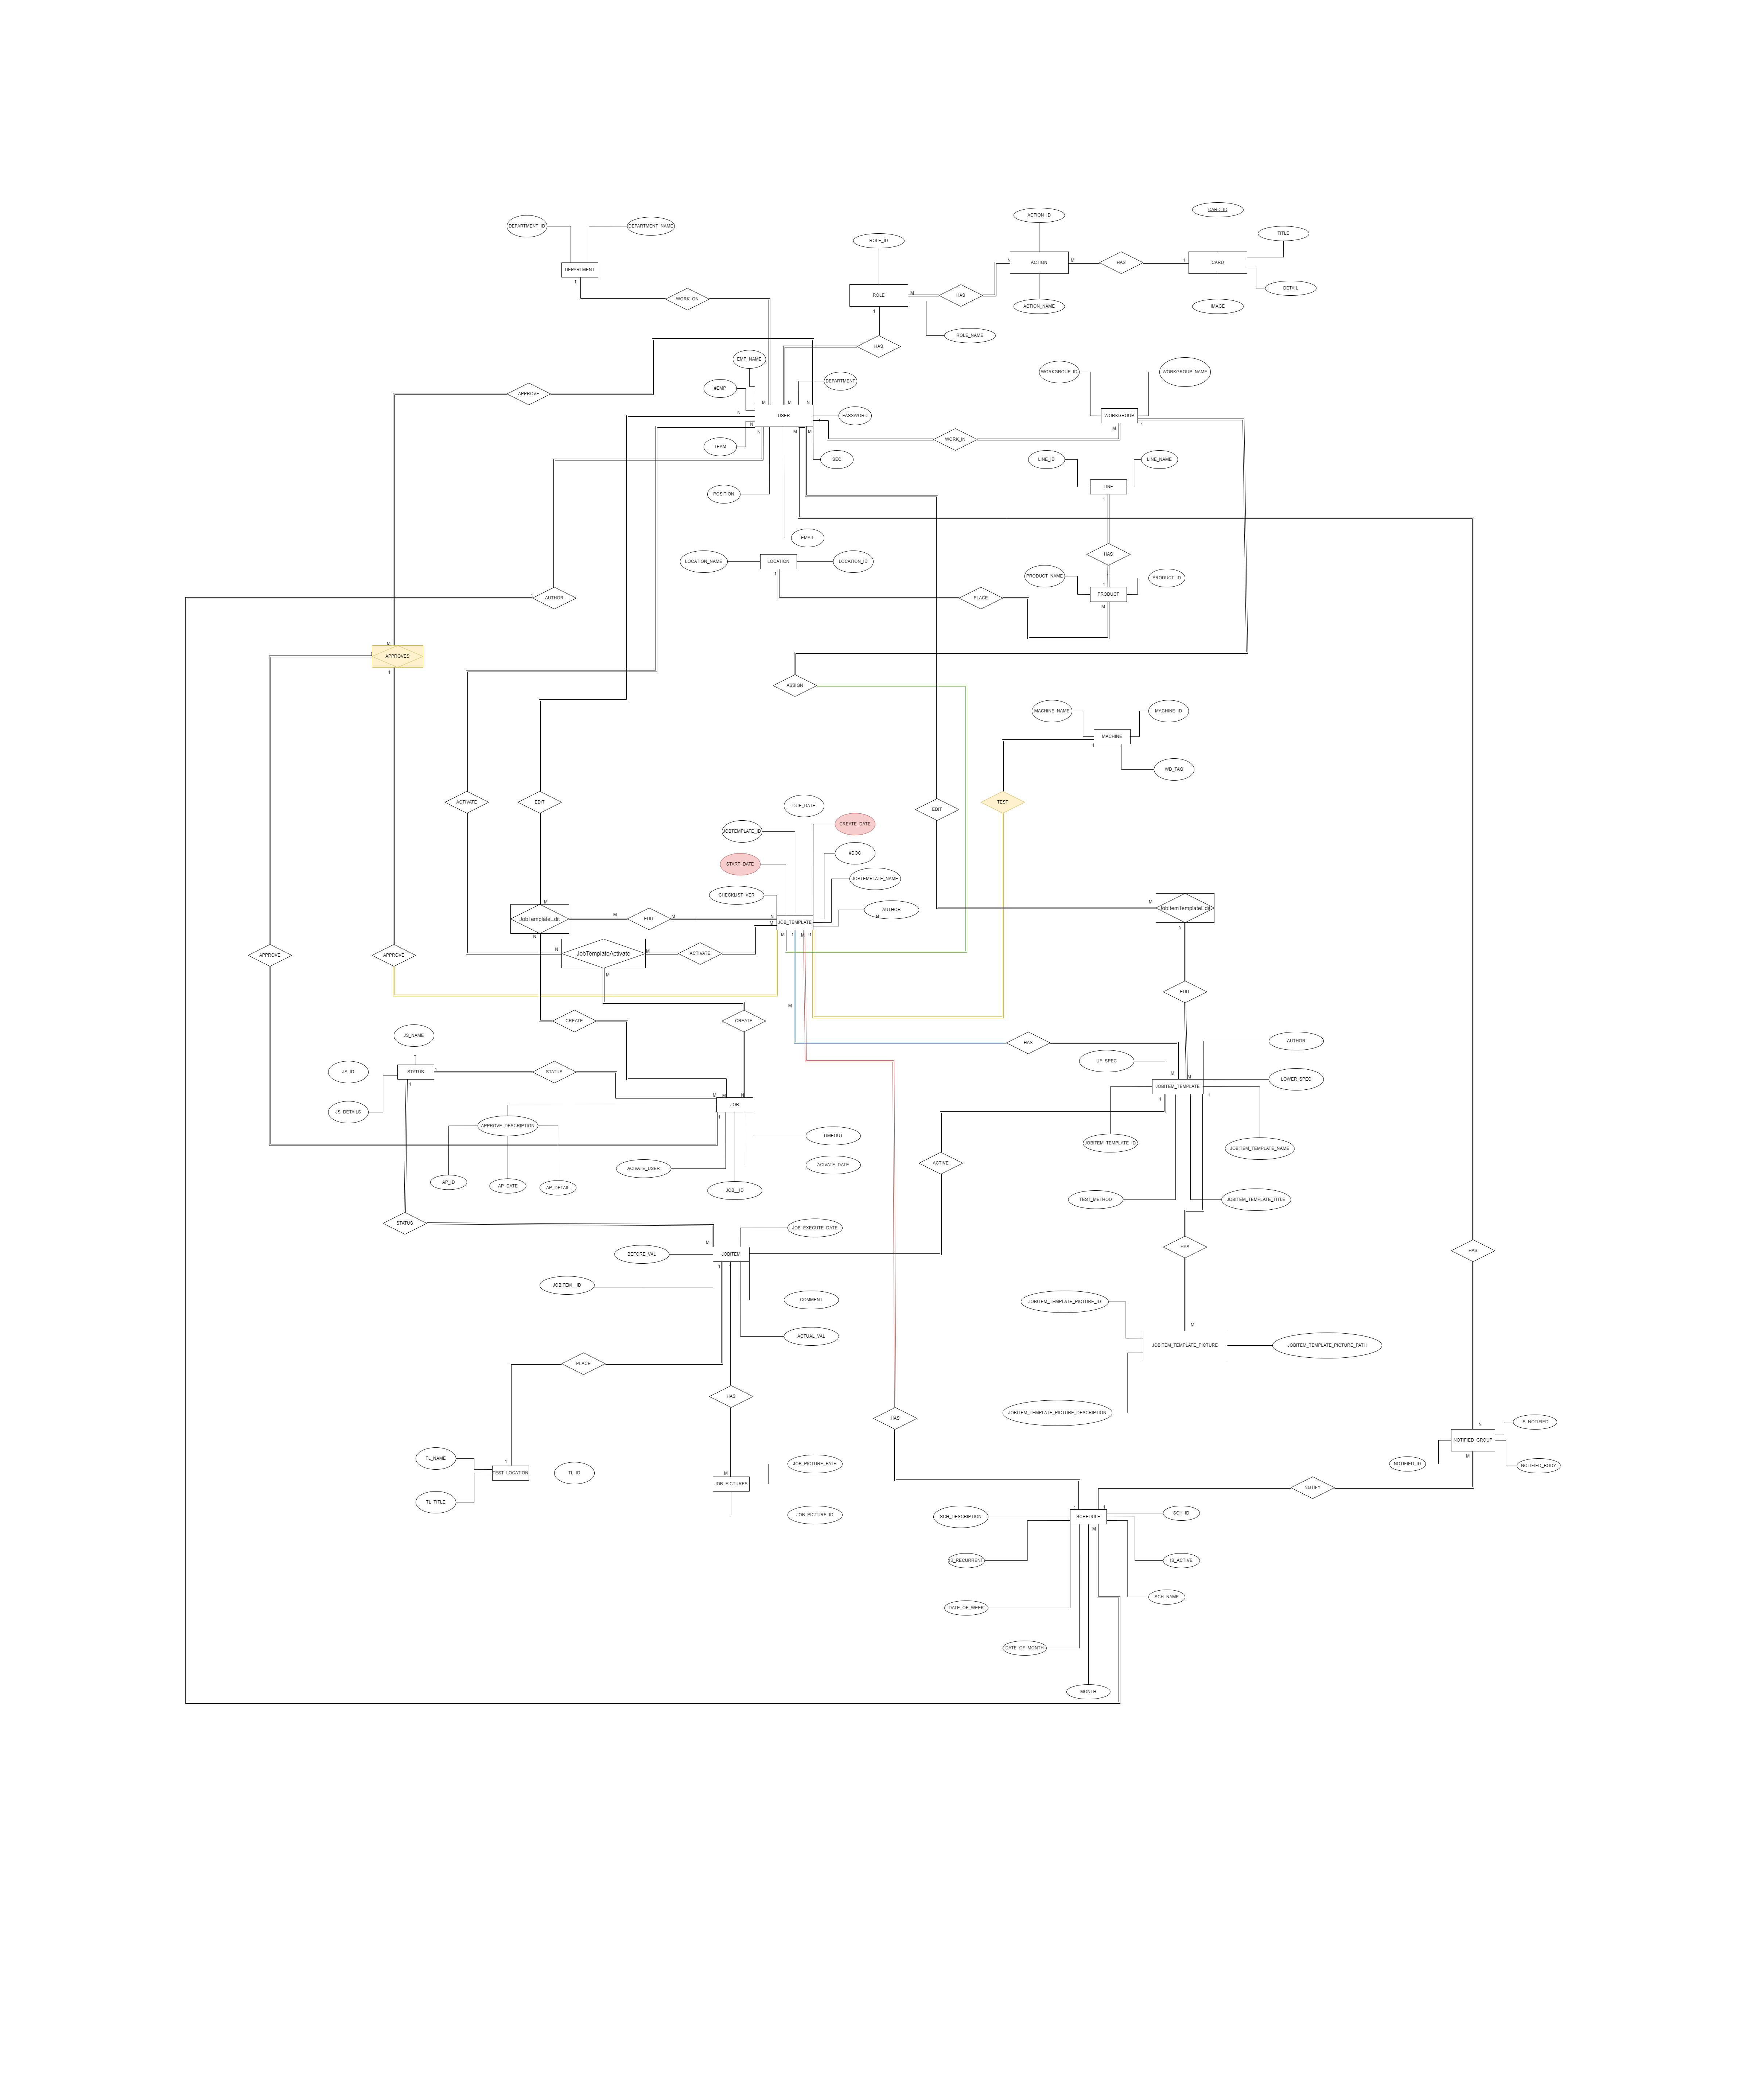 CARD_ID
ACTION_ID
DEPARTMENT_ID
DEPARTMENT_NAME
TITLE
ROLE_ID
ACTION
HAS
CARD
N
M
1
DEPARTMENT
1
DETAIL
ROLE
M
HAS
WORK_ON
ACTION_NAME
IMAGE
1
ROLE_NAME
HAS
EMP_NAME
WORKGROUP_ID
WORKGROUP_NAME
DEPARTMENT
#EMP
APPROVE
M
M
N
N
USER
PASSWORD
WORKGROUP
1
N
M
1
N
M
M
WORK_IN
TEAM
SEC
LINE_ID
LINE_NAME
LINE
POSITION
1
EMAIL
HAS
LOCATION_NAME
LOCATION
LOCATION_ID
1
PRODUCT_NAME
PRODUCT_ID
1
PRODUCT
1
AUTHOR
PLACE
M
M
1
APPROVES
1
ASSIGN
MACHINE_NAME
MACHINE_ID
MACHINE
1
WD_TAG
ACTIVATE
EDIT
DUE_DATE
EDIT
TEST
JOBTEMPLATE_ID
CREATE_DATE
#DOC
START_DATE
JOBTEMPLATE_NAME
CHECKLIST_VER
M
M
AUTHOR
N
JobTemplateEdit
M
EDIT
M
N
M
JOB_TEMPLATE
JobItemTemplateEdit
N
M
1
M
1
N
N
JobTemplateActivate
M
ACTIVATE
APPROVE
APPROVE
M
EDIT
M
CREATE
CREATE
JS_NAME
HAS
AUTHOR
UP_SPEC
JS_ID
STATUS
1
STATUS
M
M
LOWER_SPEC
1
JOBITEM_TEMPLATE
M
M
N
1
1
JS_DETAILS
JOB
1
APPROVE_DESCRIPTION
TIMEOUT
JOBITEM_TEMPLATE_ID
JOBITEM_TEMPLATE_NAME
ACTIVE
ACIVATE_USER
ACIVATE_DATE
AP_ID
AP_DATE
AP_DETAIL
JOB__ID
TEST_METHOD
JOBITEM_TEMPLATE_TITLE
STATUS
JOB_EXECUTE_DATE
M
HAS
HAS
BEFORE_VAL
JOBITEM
1
1
JOBITEM__ID
COMMENT
JOBITEM_TEMPLATE_PICTURE_ID
M
ACTUAL_VAL
JOBITEM_TEMPLATE_PICTURE
JOBITEM_TEMPLATE_PICTURE_PATH
PLACE
HAS
JOBITEM_TEMPLATE_PICTURE_DESCRIPTION
HAS
IS_NOTIFIED
N
NOTIFIED_GROUP
TL_NAME
1
M
NOTIFIED_ID
JOB_PICTURE_PATH
NOTIFIED_BODY
TEST_LOCATION
TL_ID
M
JOB_PICTURES
NOTIFY
TL_TITLE
1
1
JOB_PICTURE_ID
SCH_DESCRIPTION
SCHEDULE
SCH_ID
M
IS_RECURRENT
IS_ACTIVE
SCH_NAME
DATE_OF_WEEK
DATE_OF_MONTH
MONTH